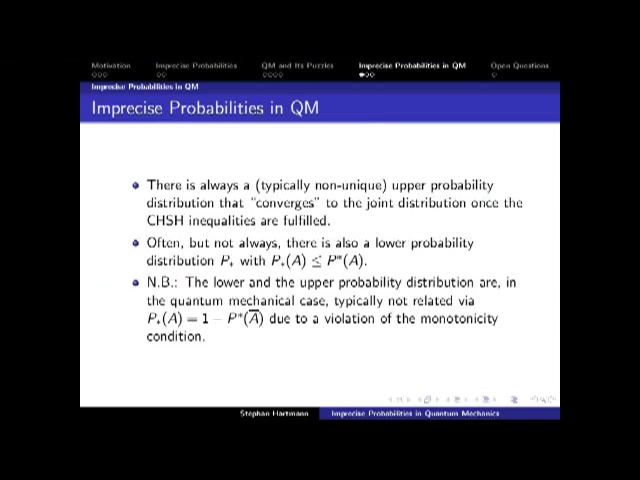 Motivation Imprecise Probabilities QM and Its Puzzles Imprecise Probabilities in QM Open Questions
Imprecise Probabilities in QM
Imprecise Probabilities in QM
There is always a (typically non-unique) upper probability
distribution that "converges" to the joint distribution once the
CHSH inequalities are fulfilled.
Often, but not always, there is also a lower probability
distribution P∗ with P∗(A) ≤ P*(A).
N.B.: The lower and the upper probability distribution are, in
the quantum mechanical case, typically not related via
P∗(A) = 1 − P*(A̅) due to a violation of the monotonicity
condition.
Stephan Hartmann Imprecise Probabilities in Quantum Mechanics